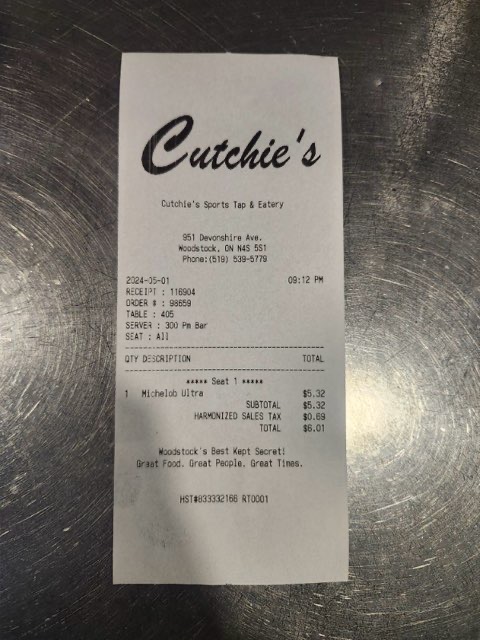 Cutchie's
Cutchie's Sports Tap & Eatery
951 Devonshire Ave.
Woodstock, ON N4S 5S1
Phone:(519) 539-5779
2024-05-01 09:12 PM
RECEIPT : 116904
ORDER # : 98659
TABLE : 405
SERVER : 300 Pm Bar
SEAT : All
QTY DESCRIPTION TOTAL
***** Seat 1 *****
1 Michelob Ultra $5.32
SUBTOTAL $5.32
HARMONIZED SALES TAX $0.69
TOTAL $6.01
Woodstock's Best Kept Secret!
Great Food. Great People. Great Times.
HST#833332166 RT0001